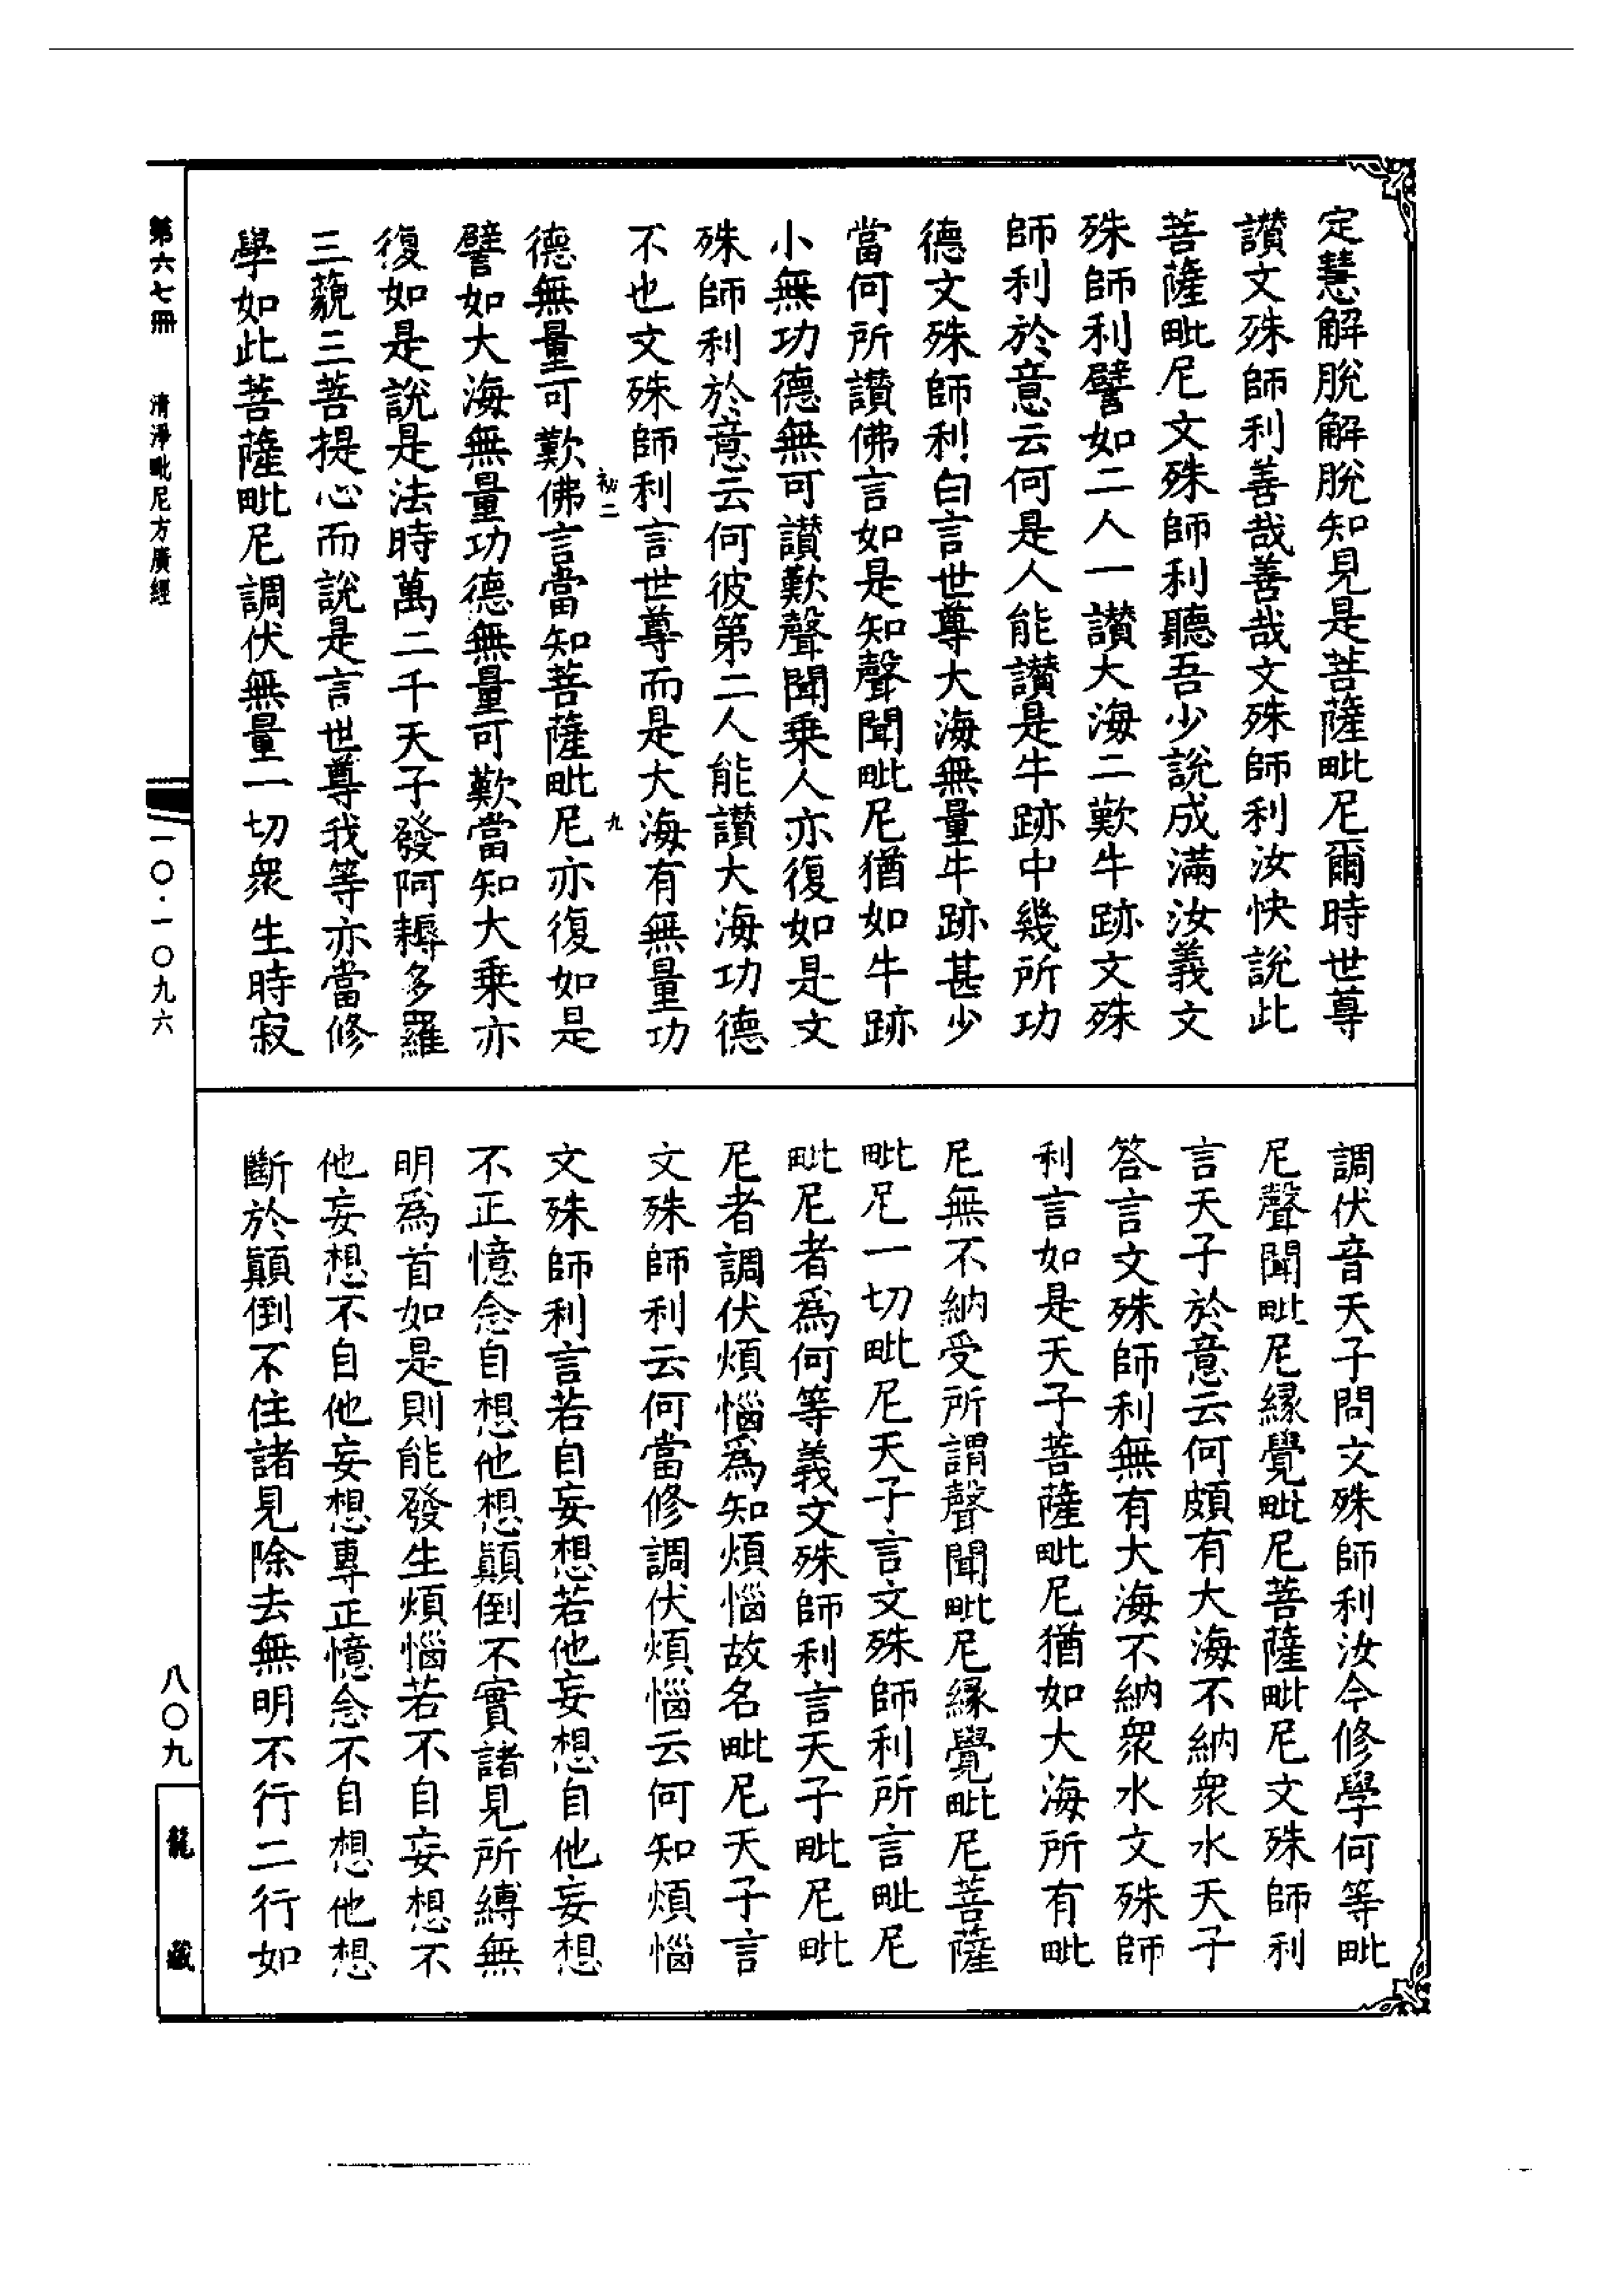 定慧解脫解脫知見是菩薩毗尼爾時世尊
讃文殊師利善哉善哉文殊師利汝快說此
菩薩毗尼文殊師利聽吾少說成滿汝義文
殊師利譬如二人一讃大海二歎牛跡文殊
師利於意云何是人能讃是牛跡中幾所功
德文殊師利白言世尊大海無量牛跡甚少
當何所讃佛言如是知聲聞毗尼猶如牛跡
小無功德無可讃歎聲聞乗人亦復如是文
殊師利於意云何彼第二人能讃大海功德
不也文殊師利言世尊而是大海有無量功
德無量可歎佛言當知菩薩毗尼亦復如是
譬如大海無量功德無量可歎當知大乗亦
復如是說是法時萬二千天子發阿耨多羅
三藐三菩提心而說是言世尊我等亦當修
學如此菩薩毗尼調伏無量一切衆生時寂
調伏音天子問文殊師利汝今修學何等毗
尼聲聞毗尼緣覺毗尼菩薩毗尼文殊師利
言天子於意云何頗有大海不納衆水天子
答言文殊師利無有大海不納衆水文殊師
利言如是天子菩薩毗尼猶如大海所有毗
尼無不納受所謂聲聞毗尼緣覺毗尼菩薩
毗尼一切毗尼天子言文殊師利所言毗尼
毗尼者爲何等義文殊師利言天子毗尼毗
尼者調伏煩惱爲知煩惱故名毗尼天子言
文殊師利云何當修調伏煩惱云何知煩惱
文殊師利言若自妄想若他妄想自他妄想
不正憶念自想他想顚倒不實諸見所縛無
明爲首如是則能發生煩惱若不自妄想不
他妄想不自他妄想專正憶念不自想他想
斷於顚倒不住諸見除去無明不行二行如
祕二
九
第六七冊
清淨毗尼方廣經
一〇·一〇九六
八〇九
龍藏